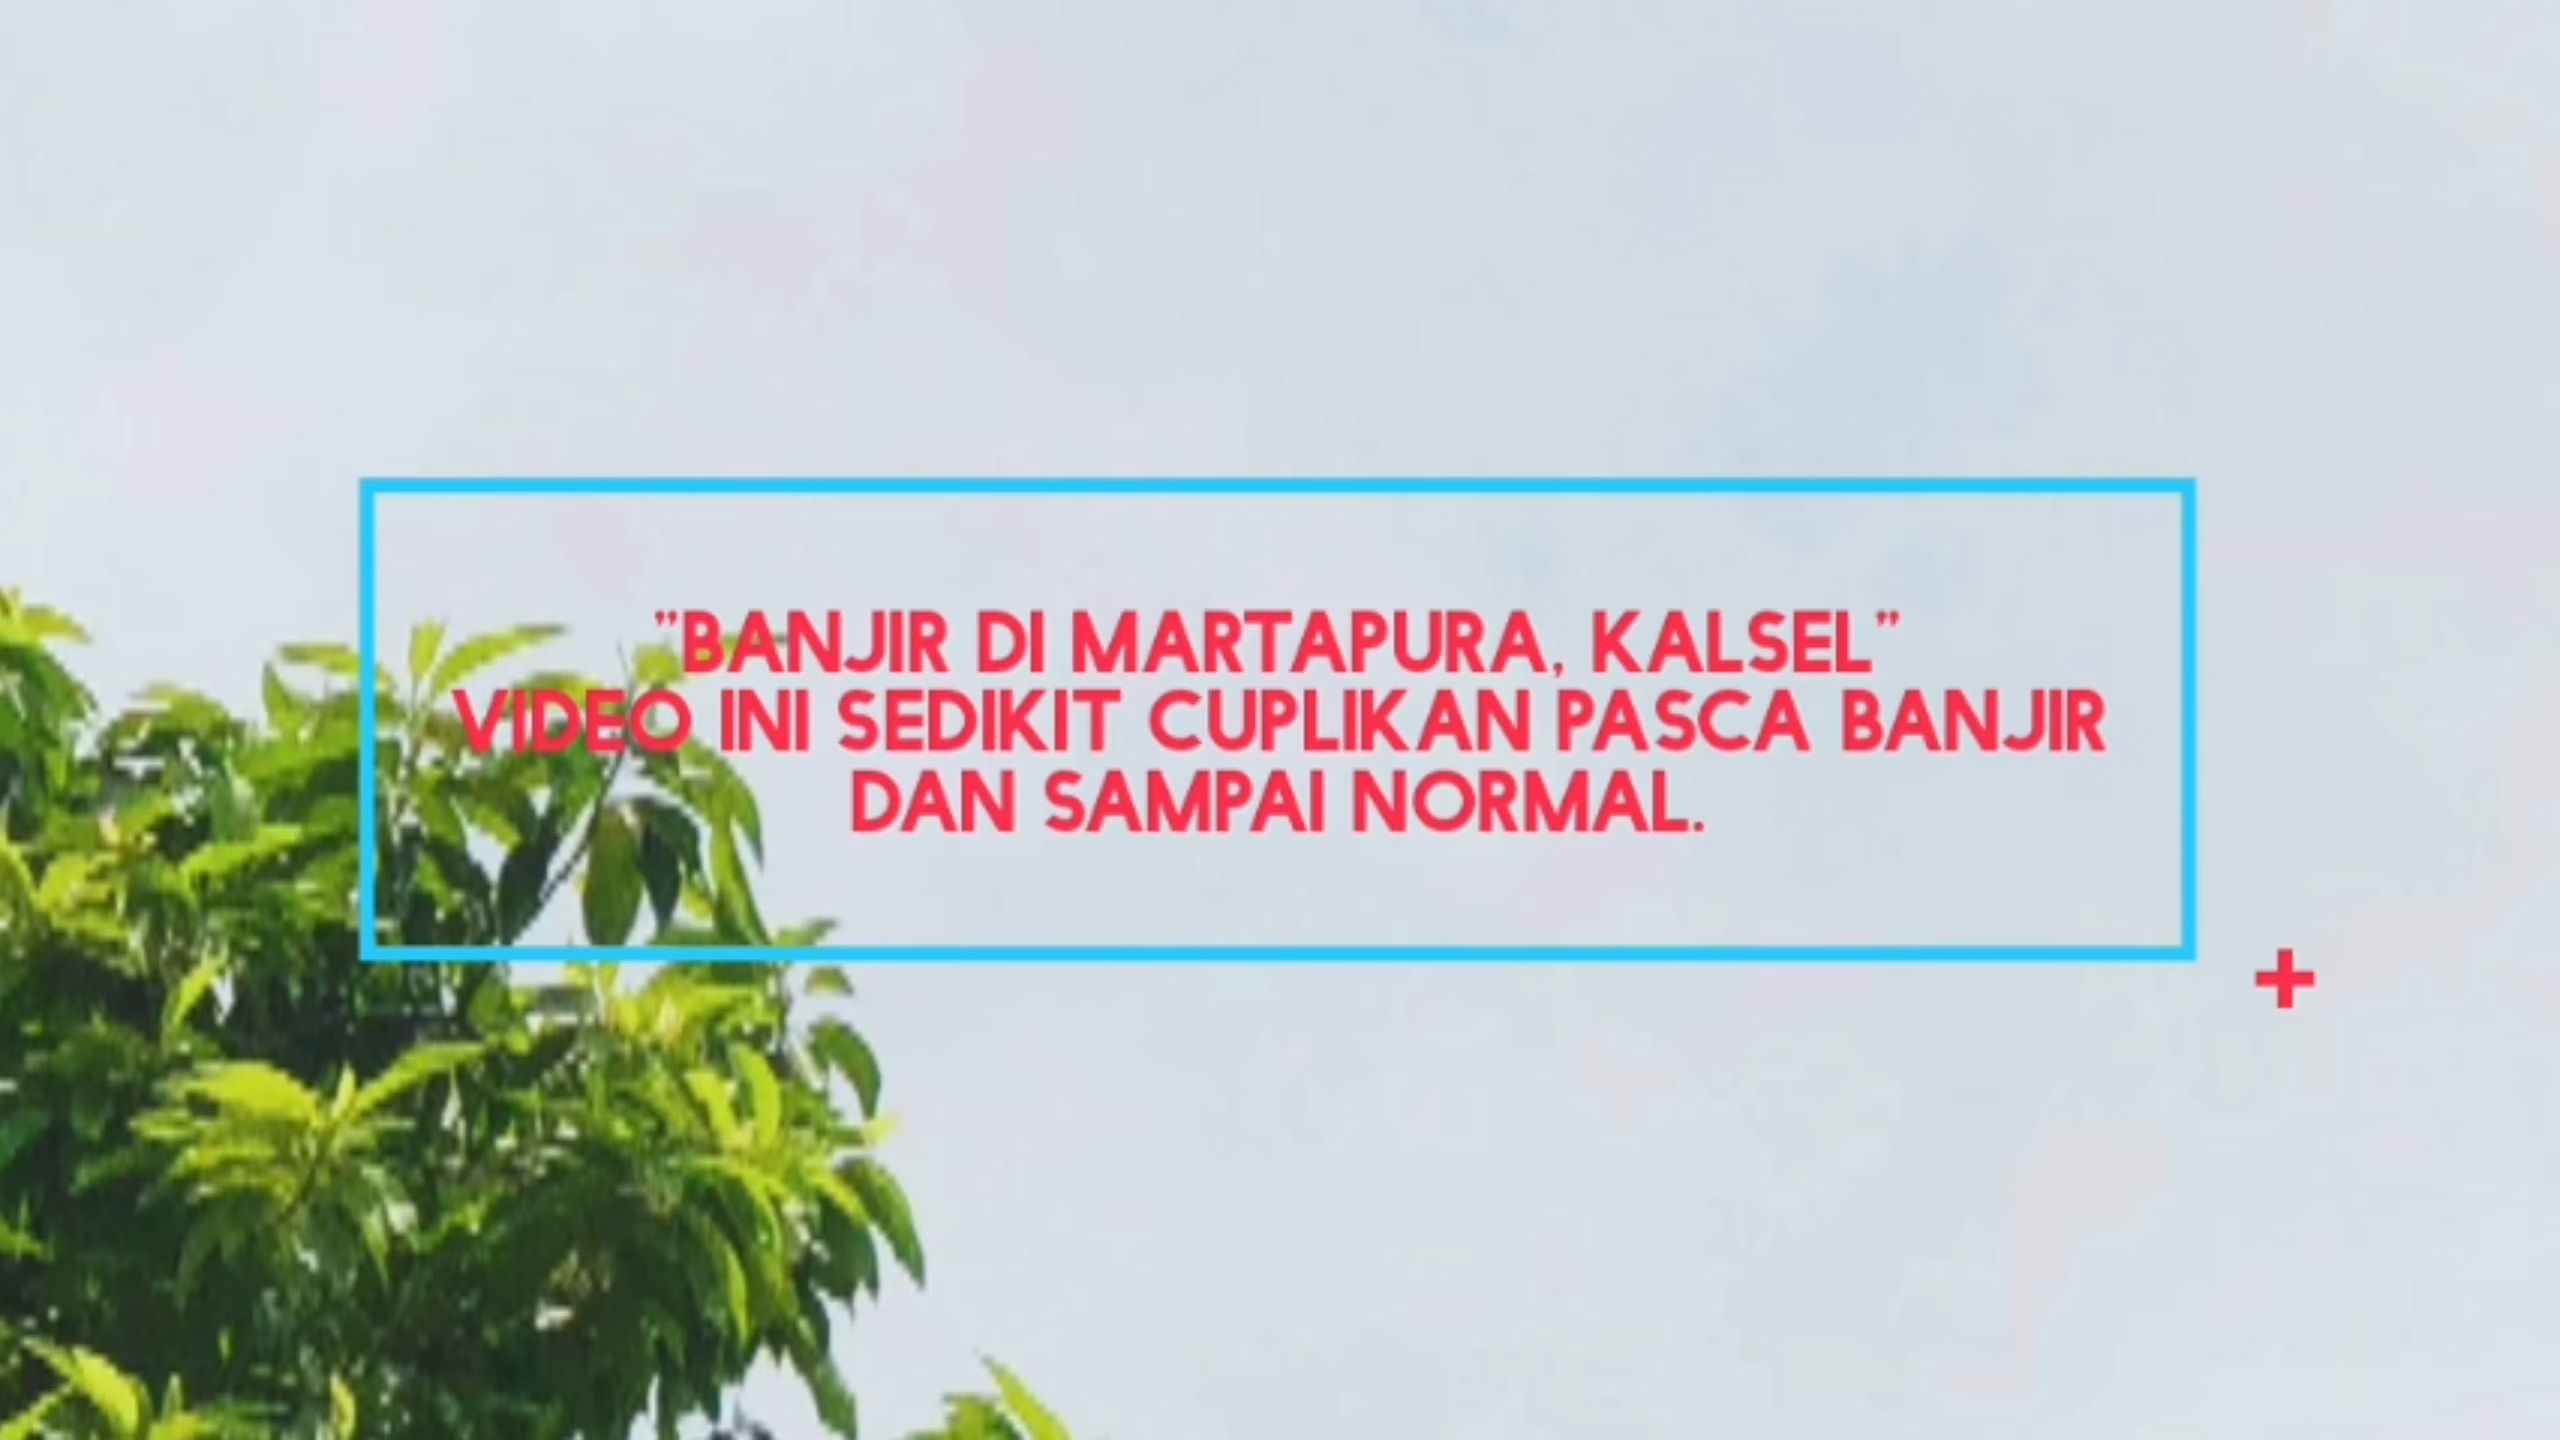 "BANJIR DI MARTAPURA, KALSEL"
VIDEO INI SEDIKIT CUPLIKAN PASCA BANJIR
DAN SAMPAI NORMAL.